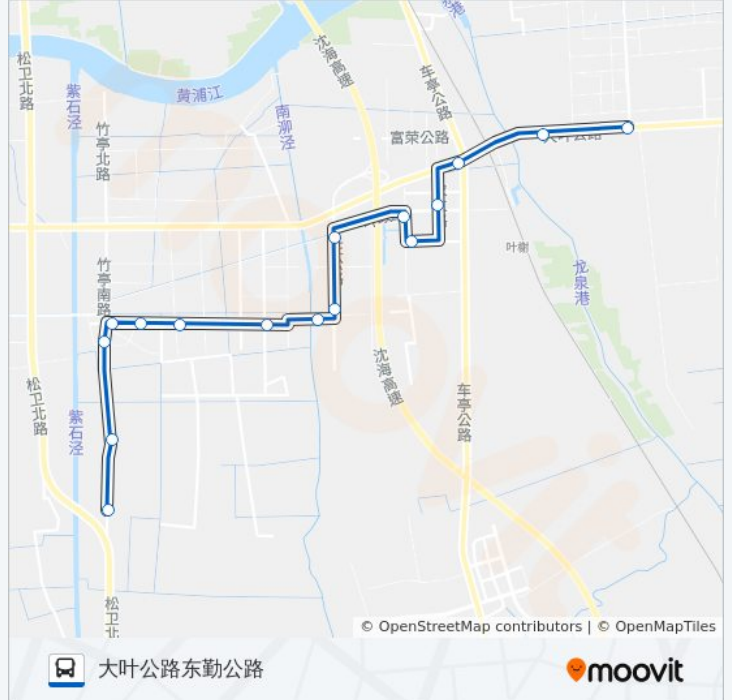 港
沈海高速
松卫北路
车亭公路
紫石泾
黄浦江
南泖泾
竹亭北路
富荣公路
大叶公路
叶榭
竹亭南路
龙泉港
沈海高速
松卫北路
车亭公路
紫石泾
松卫北
© OpenStreetMap contributors | © OpenMapTiles
大叶公路东勤公路
moovit